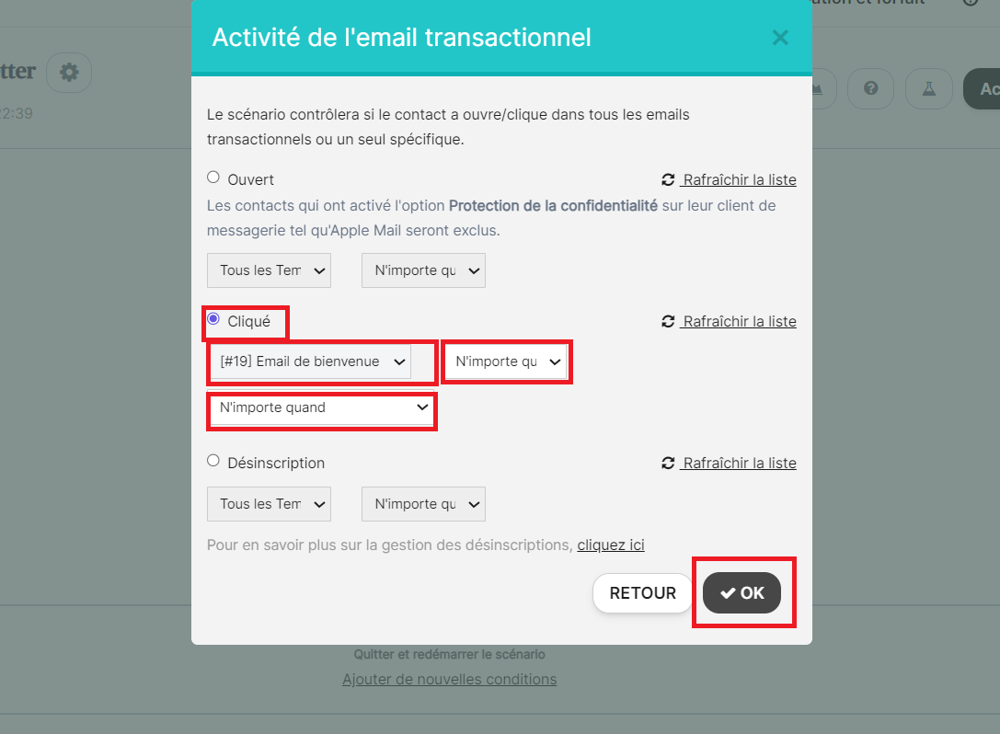 ation et forfait
Activité de l'email transactionnel
tter
Ac
2:39
Le scénario contrôlera si le contact a ouvre/clique dans tous les emails
transactionnels ou un seul spécifique.
Ouvert
Rafraîchir la liste
Les contacts qui ont activé l'option Protection de la confidentialité sur leur client de
messagerie tel qu'Apple Mail seront exclus.
Tous les Tem
N'importe qu
Cliqué
Rafraîchir la liste
[#19] Email de bienvenue
N'importe qu
N'importe quand
Désinscription
Rafraîchir la liste
Tous les Tem
N'importe qu
Pour en savoir plus sur la gestion des désinscriptions, cliquez ici
RETOUR
OK
Quitter et redémarrer le scénario
Ajouter de nouvelles conditions